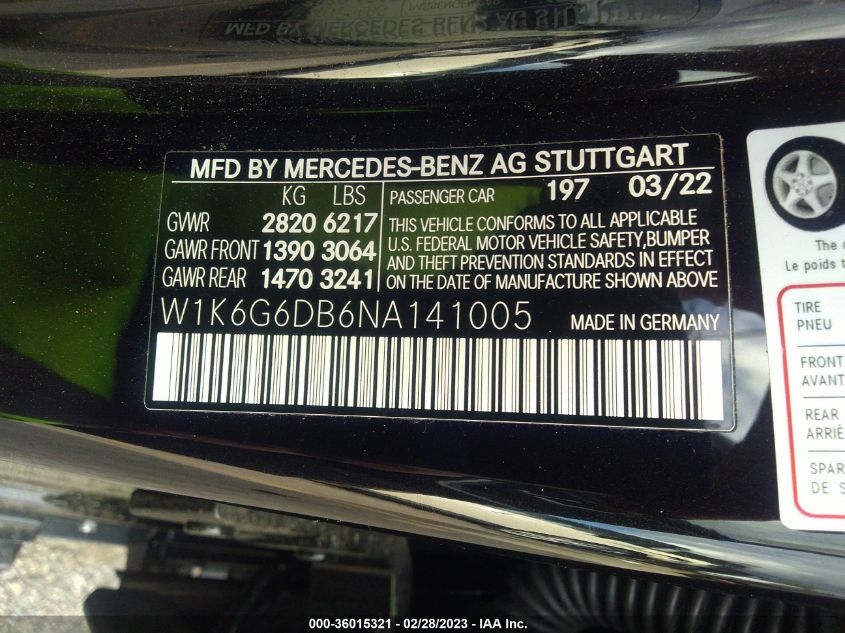 MFD BY MERCEDES-BENZ AG STUTTGART
KG LBS
GVWR 2820 6217
GAWR FRONT 1390 3064
GAWR REAR 1470 3241
PASSENGER CAR 197 03/22
THIS VEHICLE CONFORMS TO ALL APPLICABLE
U.S. FEDERAL MOTOR VEHICLE SAFETY,BUMPER
AND THEFT PREVENTION STANDARDS IN EFFECT
ON THE DATE OF MANUFACTURE SHOWN ABOVE
W1K6G6DB6NA141005 MADE IN GERMANY
The
Le poids
TIRE
PNEU
FRONT
AVANT
REAR
ARRIÈ
SPAR
DE S
000-36015321 / 02/28/2023 - IAA Inc.